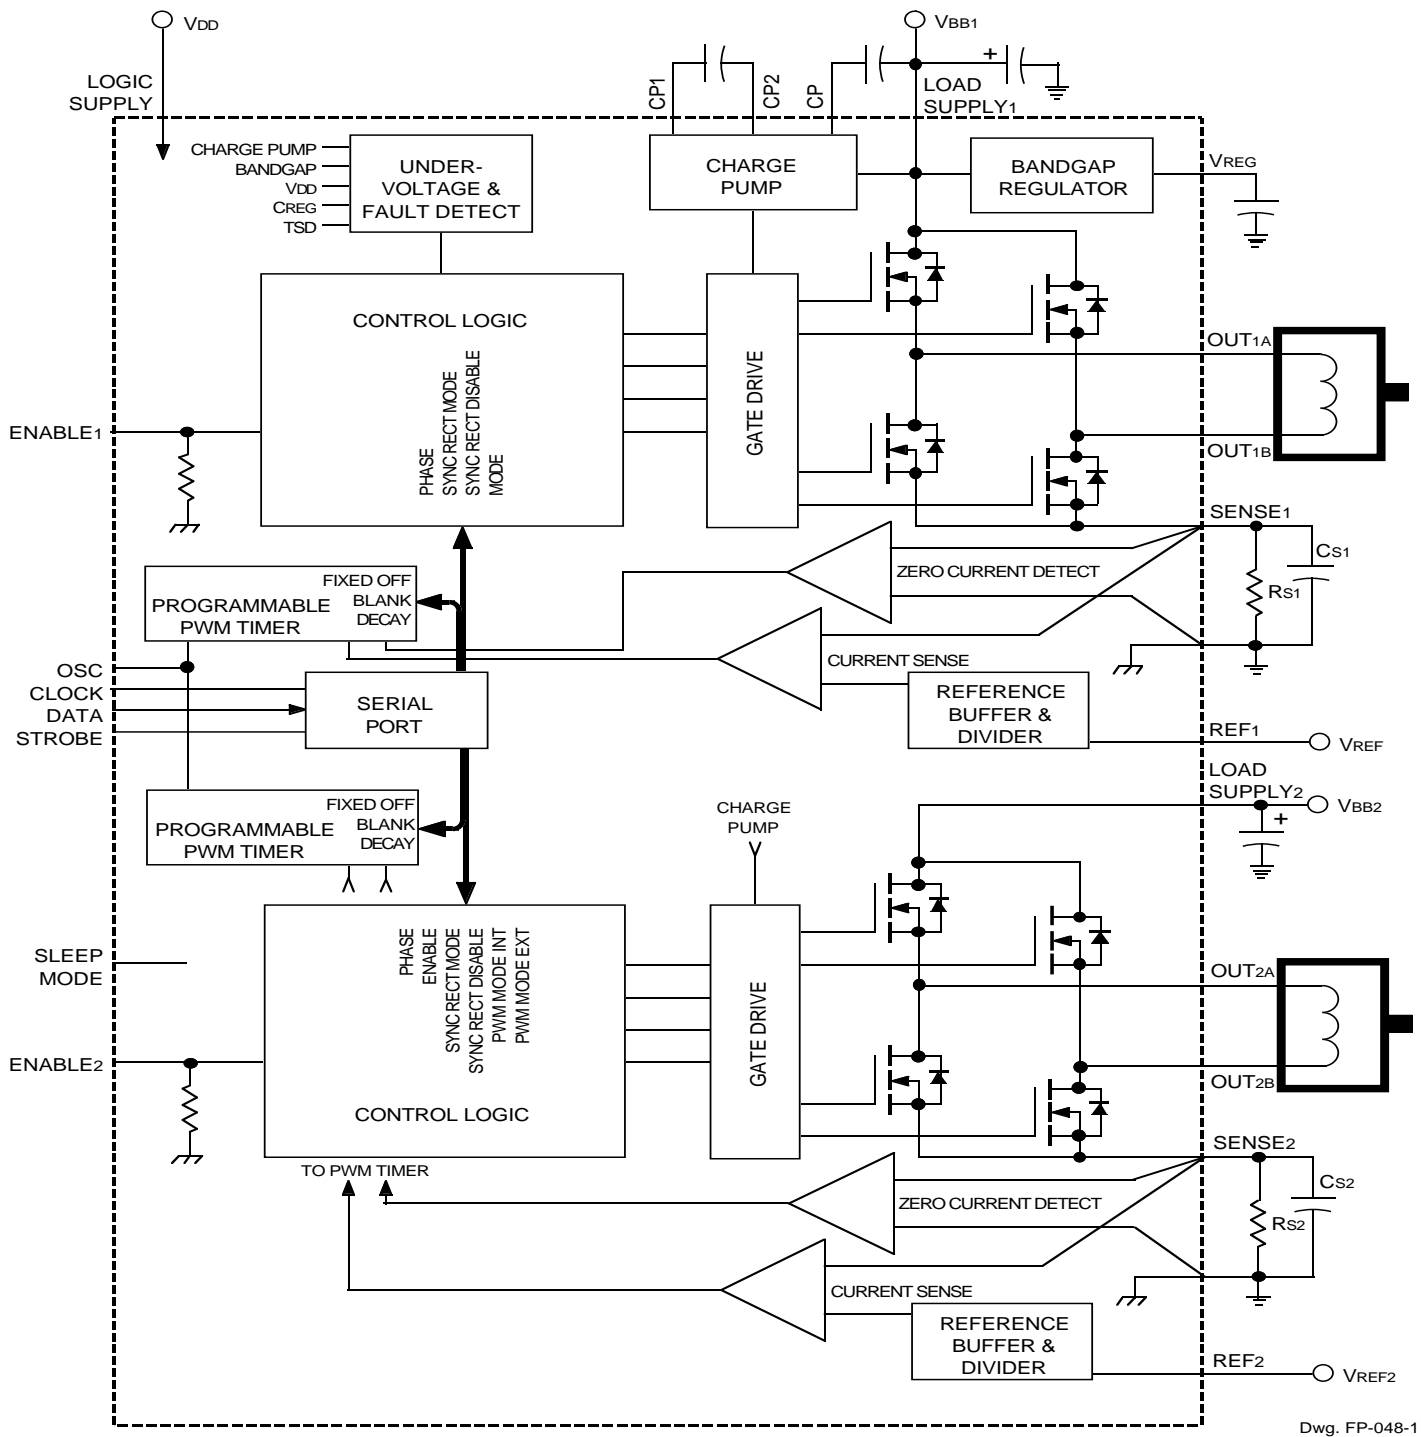 VDD
VBB1
LOGIC
SUPPLY
CP1
CP2
CP
LOAD
SUPPLY1
CHARGE PUMP
BANDGAP
VDD
CREG
TSD
UNDER-
VOLTAGE &
FAULT DETECT
CHARGE
PUMP
BANDGAP
REGULATOR
VREG
CONTROL LOGIC
PHASE
SYNC RECT MODE
SYNC RECT DISABLE
MODE
GATE DRIVE
OUT1A
OUT1B
ENABLE1
SENSE1
CS1
RS1
ZERO CURRENT DETECT
FIXED OFF
BLANK
DECAY
PROGRAMMABLE
PWM TIMER
CURRENT SENSE
OSC
CLOCK
DATA
STROBE
SERIAL
PORT
REFERENCE
BUFFER &
DIVIDER
REF1
VREF
LOAD
SUPPLY2
VBB2
FIXED OFF
BLANK
DECAY
PROGRAMMABLE
PWM TIMER
CHARGE
PUMP
SLEEP
MODE
PHASE
ENABLE
SYNC RECT MODE
SYNC RECT DISABLE
PWM MODE INT
PWM MODE EXT
CONTROL LOGIC
GATE DRIVE
OUT2A
OUT2B
ENABLE2
SENSE2
CS2
RS2
TO PWM TIMER
ZERO CURRENT DETECT
CURRENT SENSE
REFERENCE
BUFFER &
DIVIDER
REF2
VREF2
Dwg. FP-048-1